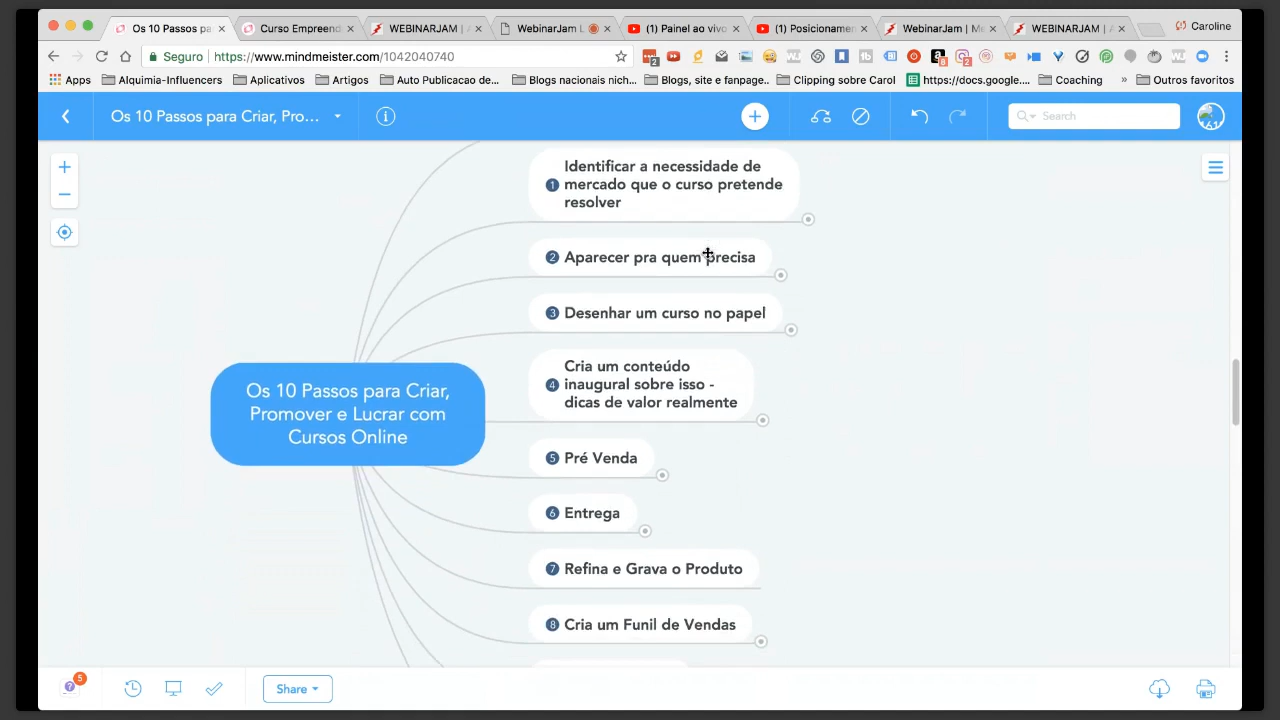 Os 10 Passos par
Curso Empreend
WEBINARJAM | A
WebinarJam L
(1) Painel ao vivo
(1) Posicionamen
WebinarJam | Me
WEBINARJAM | A
Caroline
Seguro
https://www.mindmeister.com/1042040740
Apps
Alquimia-Influencers
Aplicativos
Artigos
Auto Publicacao de...
Blogs nacionais nich...
Blogs, site e fanpage..
Clipping sobre Carol
https://docs.google....
Coaching
»
Outros favoritos
Os 10 Passos para Criar, Pro...
Search
Identificar a necessidade de
1 mercado que o curso pretende
resolver
2 Aparecer pra quem precisa
3 Desenhar um curso no papel
Cria um conteúdo
4 inaugural sobre isso -
dicas de valor realmente
Os 10 Passos para Criar,
Promover e Lucrar com
Cursos Online
5 Pré Venda
6 Entrega
7 Refina e Grava o Produto
8 Cria um Funil de Vendas
5
Share